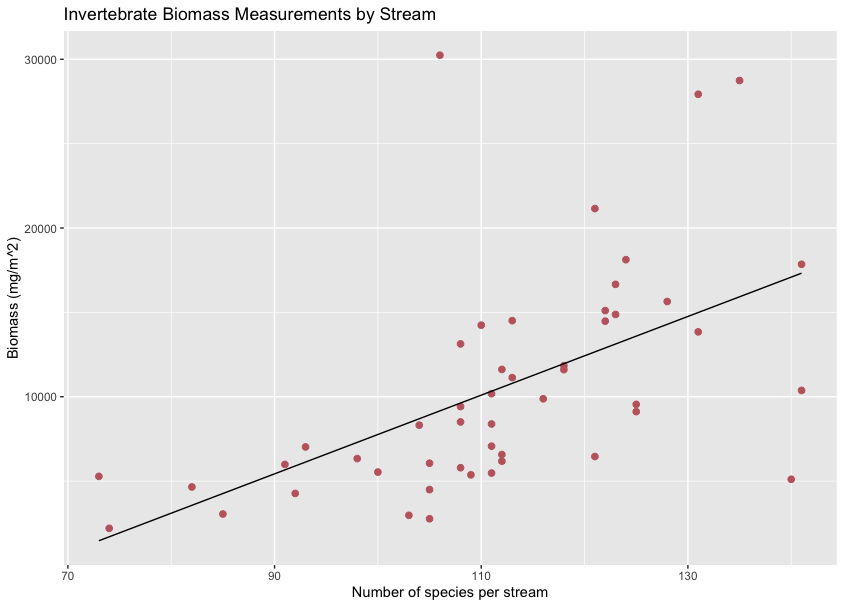 Invertebrate Biomass Measurements by Stream
30000
20000
10000
Biomass (mg/m^2)
70 90 110 130
Number of species per stream